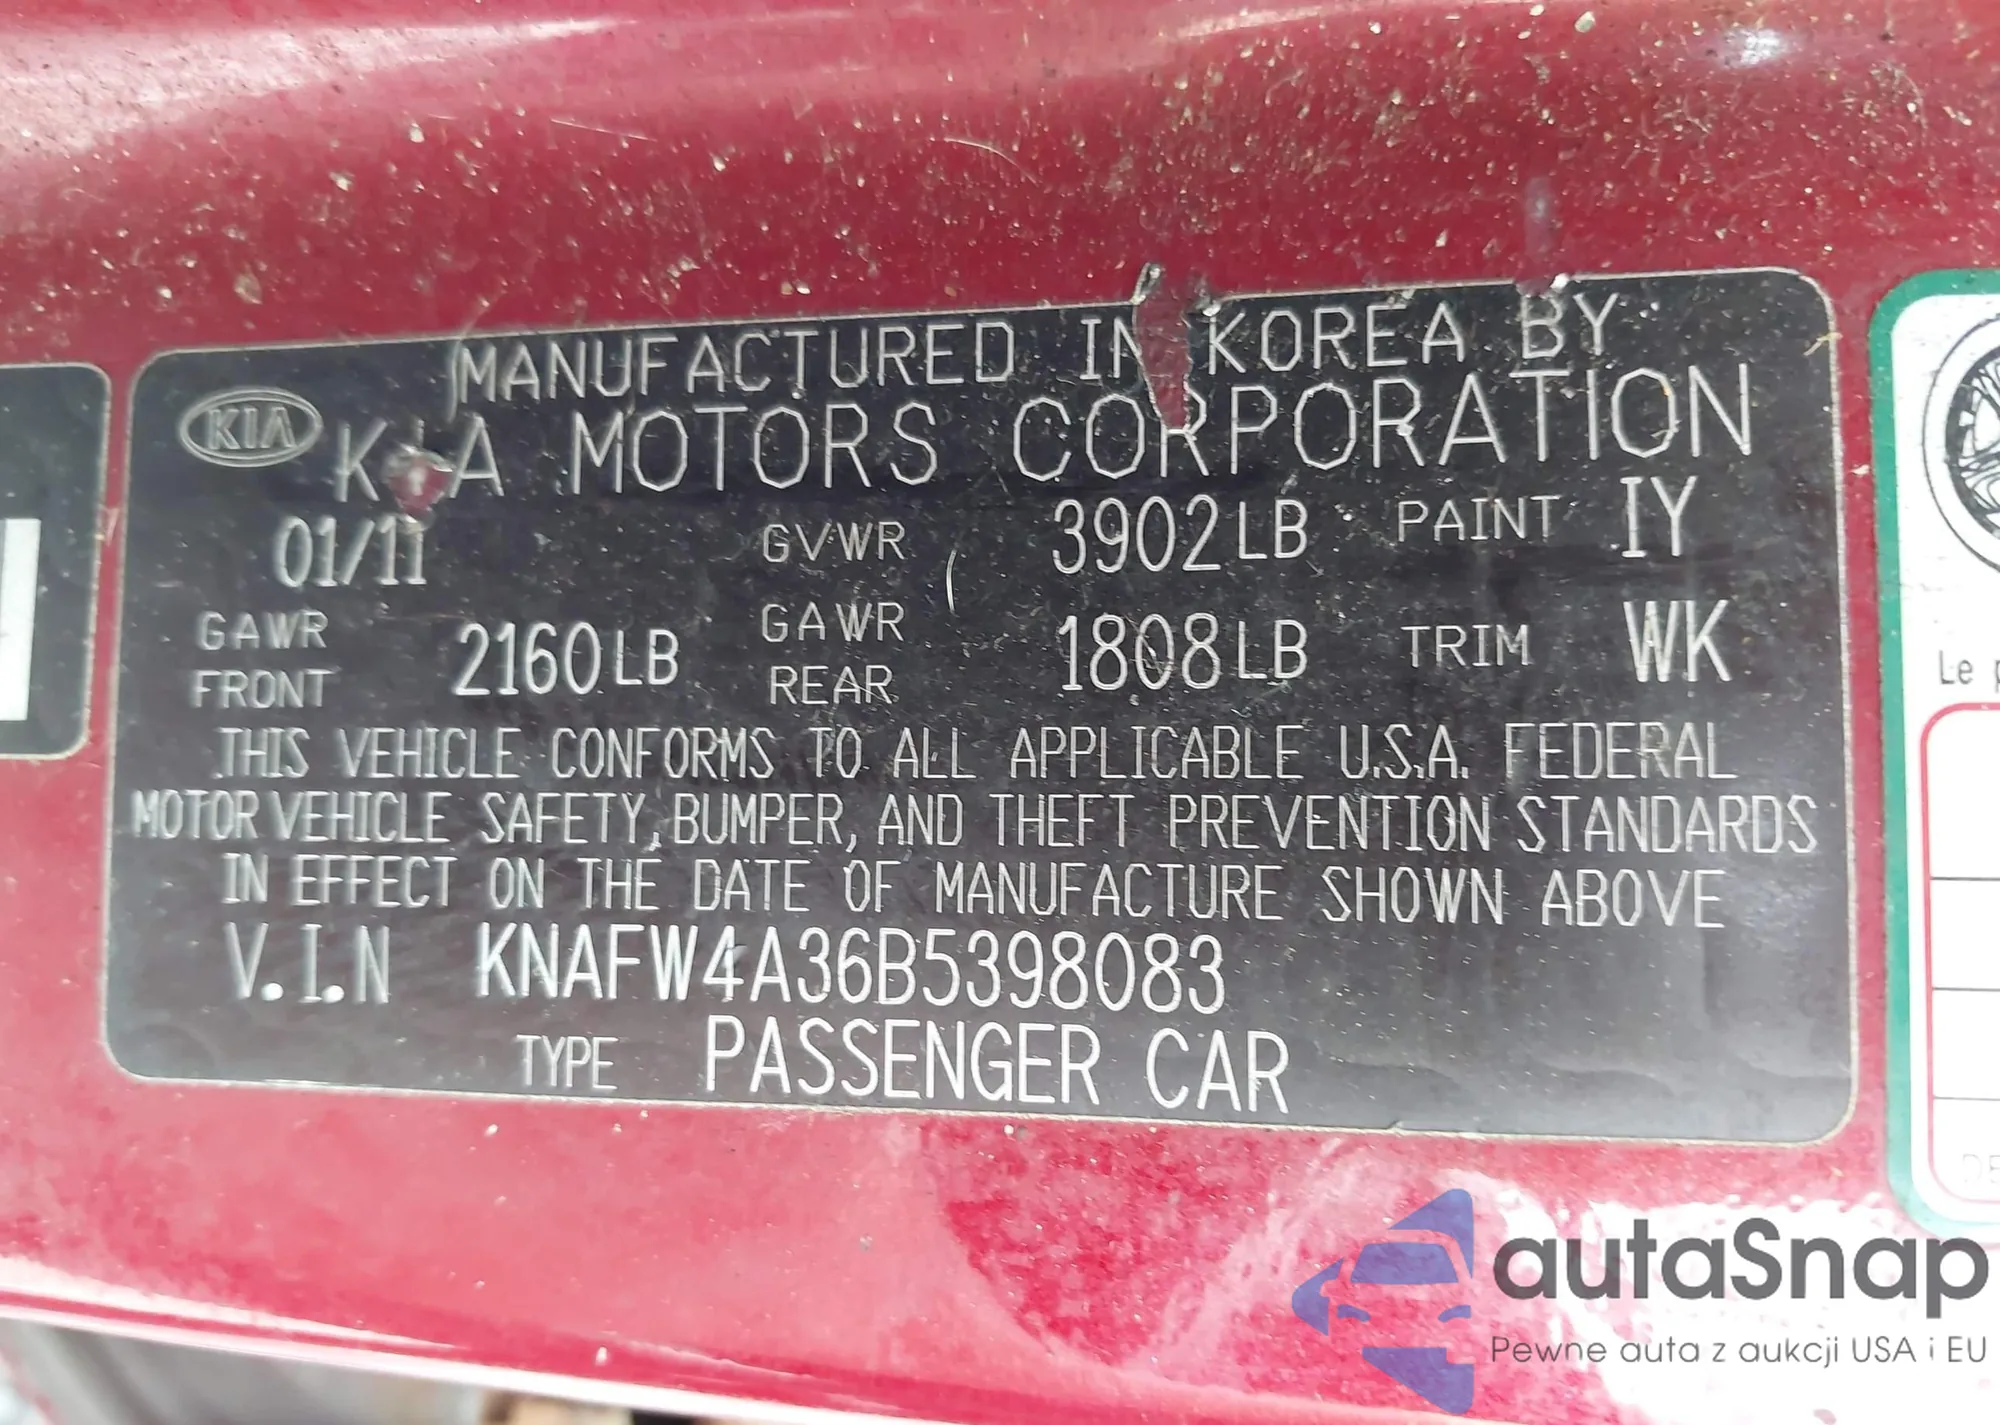 MANUFACTURED IN KOREA BY
KIA KIA MOTORS CORPORATION
01/11 GVWR 3902LB PAINT IY
GAWR FRONT 2160LB GAWR REAR 1808LB TRIM WK
THIS VEHICLE CONFORMS TO ALL APPLICABLE U.S.A. FEDERAL
MOTOR VEHICLE SAFETY, BUMPER, AND THEFT PREVENTION STANDARDS
IN EFFECT ON THE DATE OF MANUFACTURE SHOWN ABOVE
V.I.N KNAFW4A36B5398083
TYPE PASSENGER CAR
Le
autaSnap
Pewne auta z aukcji USA i EU